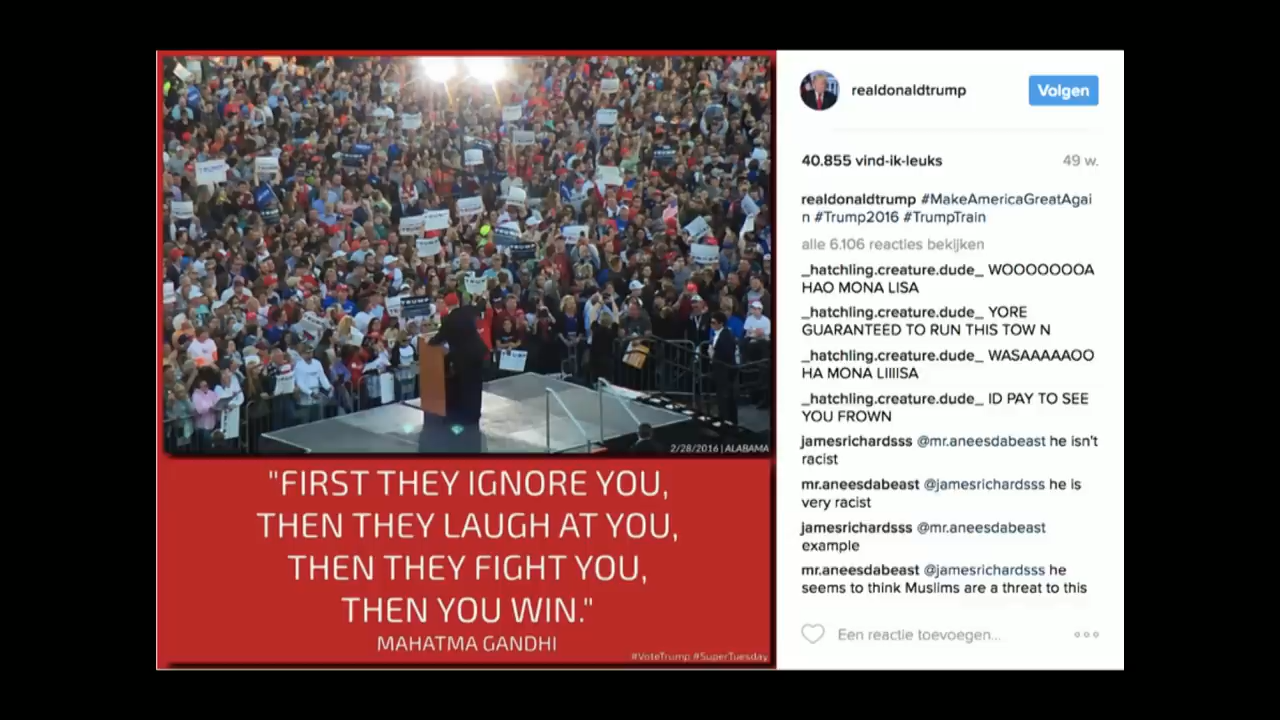 TRUMP
2/28/2016 | ALABAMA
"FIRST THEY IGNORE YOU,
THEN THEY LAUGH AT YOU,
THEN THEY FIGHT YOU,
THEN YOU WIN."
MAHATMA GANDHI
#VoteTrump #SuperTuesday
realdonaldtrump
Volgen
40.855 vind-ik-leuks
49 w.
realdonaldtrump #MakeAmericaGreatAgai
n #Trump2016 #TrumpTrain
alle 6.106 reacties bekijken
_hatchling.creature.dude_ WOOOOOOOA
HAO MONA LISA
_hatchling.creature.dude_ YORE
GUARANTEED TO RUN THIS TOW N
_hatchling.creature.dude_ WASAAAAAOO
HA MONA LIIIISA
_hatchling.creature.dude_ ID PAY TO SEE
YOU FROWN
jamesrichardsss @mr.aneesdabeast he isn't
racist
mr.aneesdabeast @jamesrichardsss he is
very racist
jamesrichardsss @mr.aneesdabeast
example
mr.aneesdabeast @jamesrichardsss he
seems to think Muslims are a threat to this
Een reactie toevoegen...